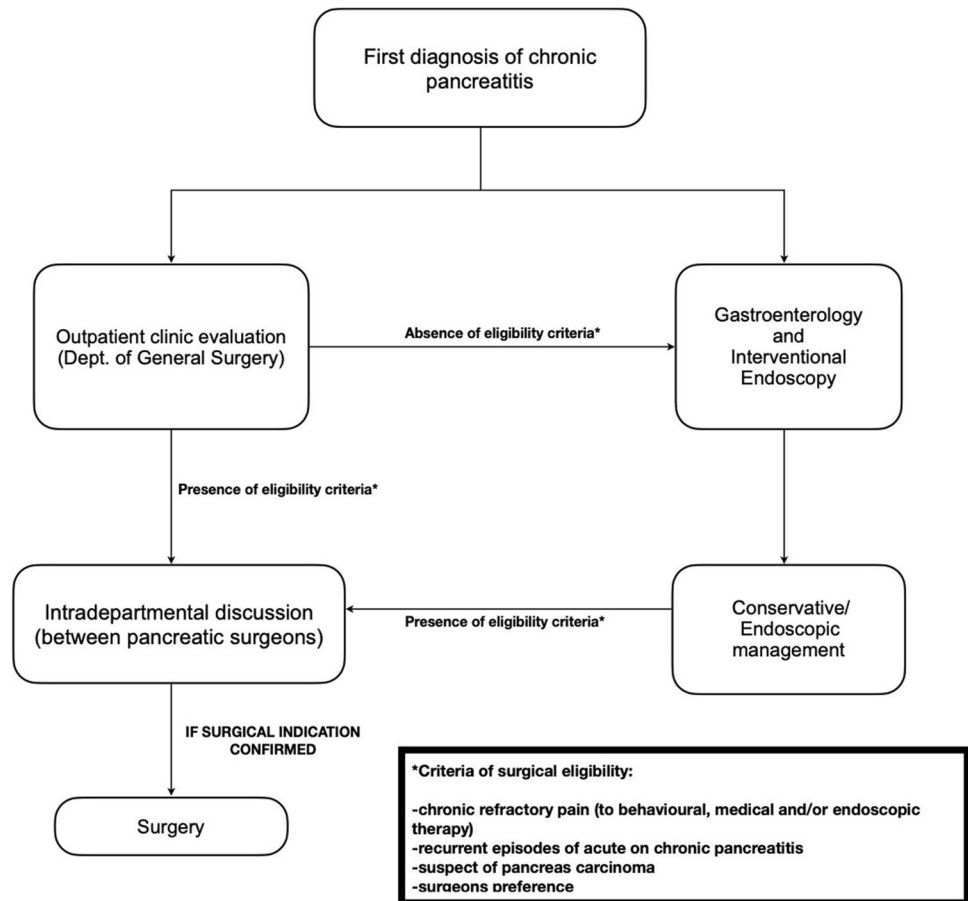 First diagnosis of chronic
pancreatitis
Outpatient clinic evaluation
(Dept. of General Surgery)
Absence of eligibility criteria*
Gastroenterology
and
Interventional
Endoscopy
Presence of eligibility criteria*
Intradepartmental discussion
(between pancreatic surgeons)
Presence of eligibility criteria*
Conservative/
Endoscopic
management
IF SURGICAL INDICATION
CONFIRMED
Surgery
*Criteria of surgical eligibility:
-chronic refractory pain (to behavioural, medical and/or endoscopic
therapy)
-recurrent episodes of acute on chronic pancreatitis
-suspect of pancreas carcinoma
-surgeons preference